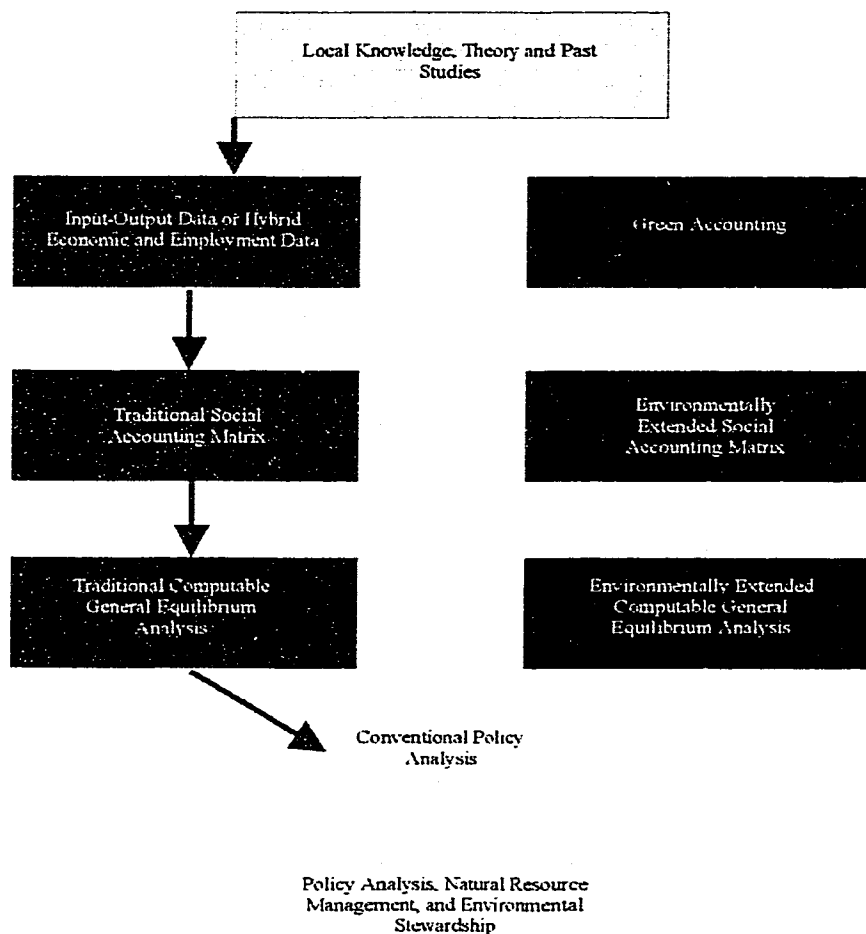 Local Knowledge, Theory and Past
Studies
Input-Output Data or Hybrid
Economic and Employment Data
Green Accounting
Traditional Social
Accounting Matrix
Environmentally
Extended Social
Accounting Matrix
Traditional Computable
General Equilibrium
Analysis
Environmentally Extended
Computable General
Equilibrium Analysis
Conventional Policy
Analysis
Policy Analysis, Natural Resource
Management, and Environmental
Stewardship